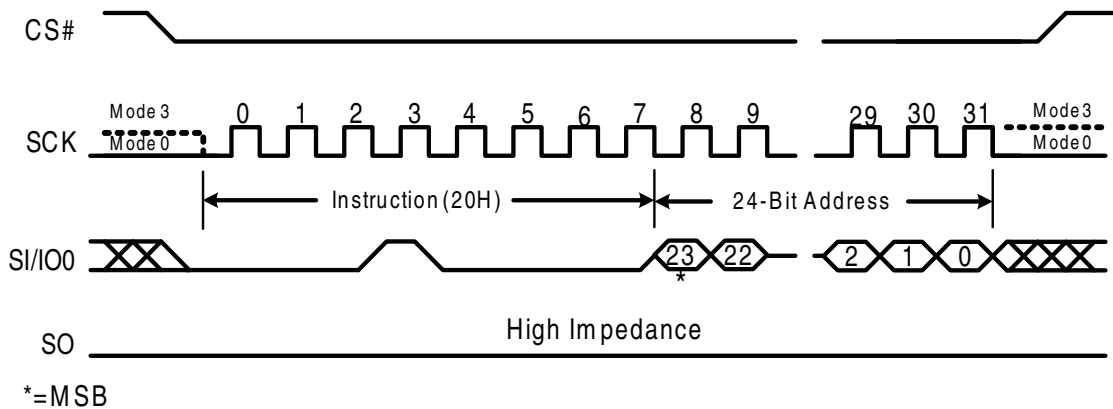 CS#
Mode 3
0 1 2 3 4 5 6 7 8 9 29 30 31
Mode 3
SCK
Mode 0
Mode 0
Instruction (20H)
24-Bit Address
SI/IO0
23 22 2 1 0
*
High Impedance
SO
*=MSB